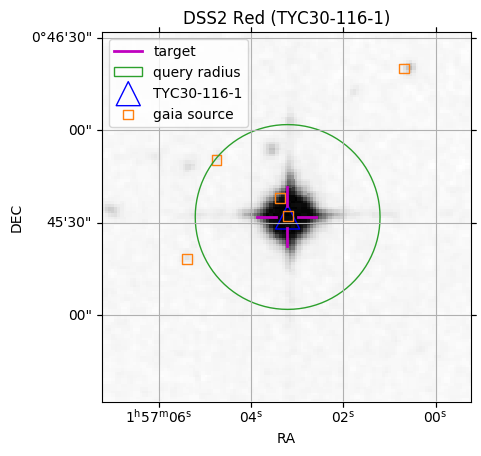 DSS2 Red (TYC30-116-1)
target
query radius
TYC30-116-1
gaia source
0°46'30"
00"
45'30"
00"
DEC
1ʰ57ᵐ06ˢ 04ˢ 02ˢ 00ˢ
RA